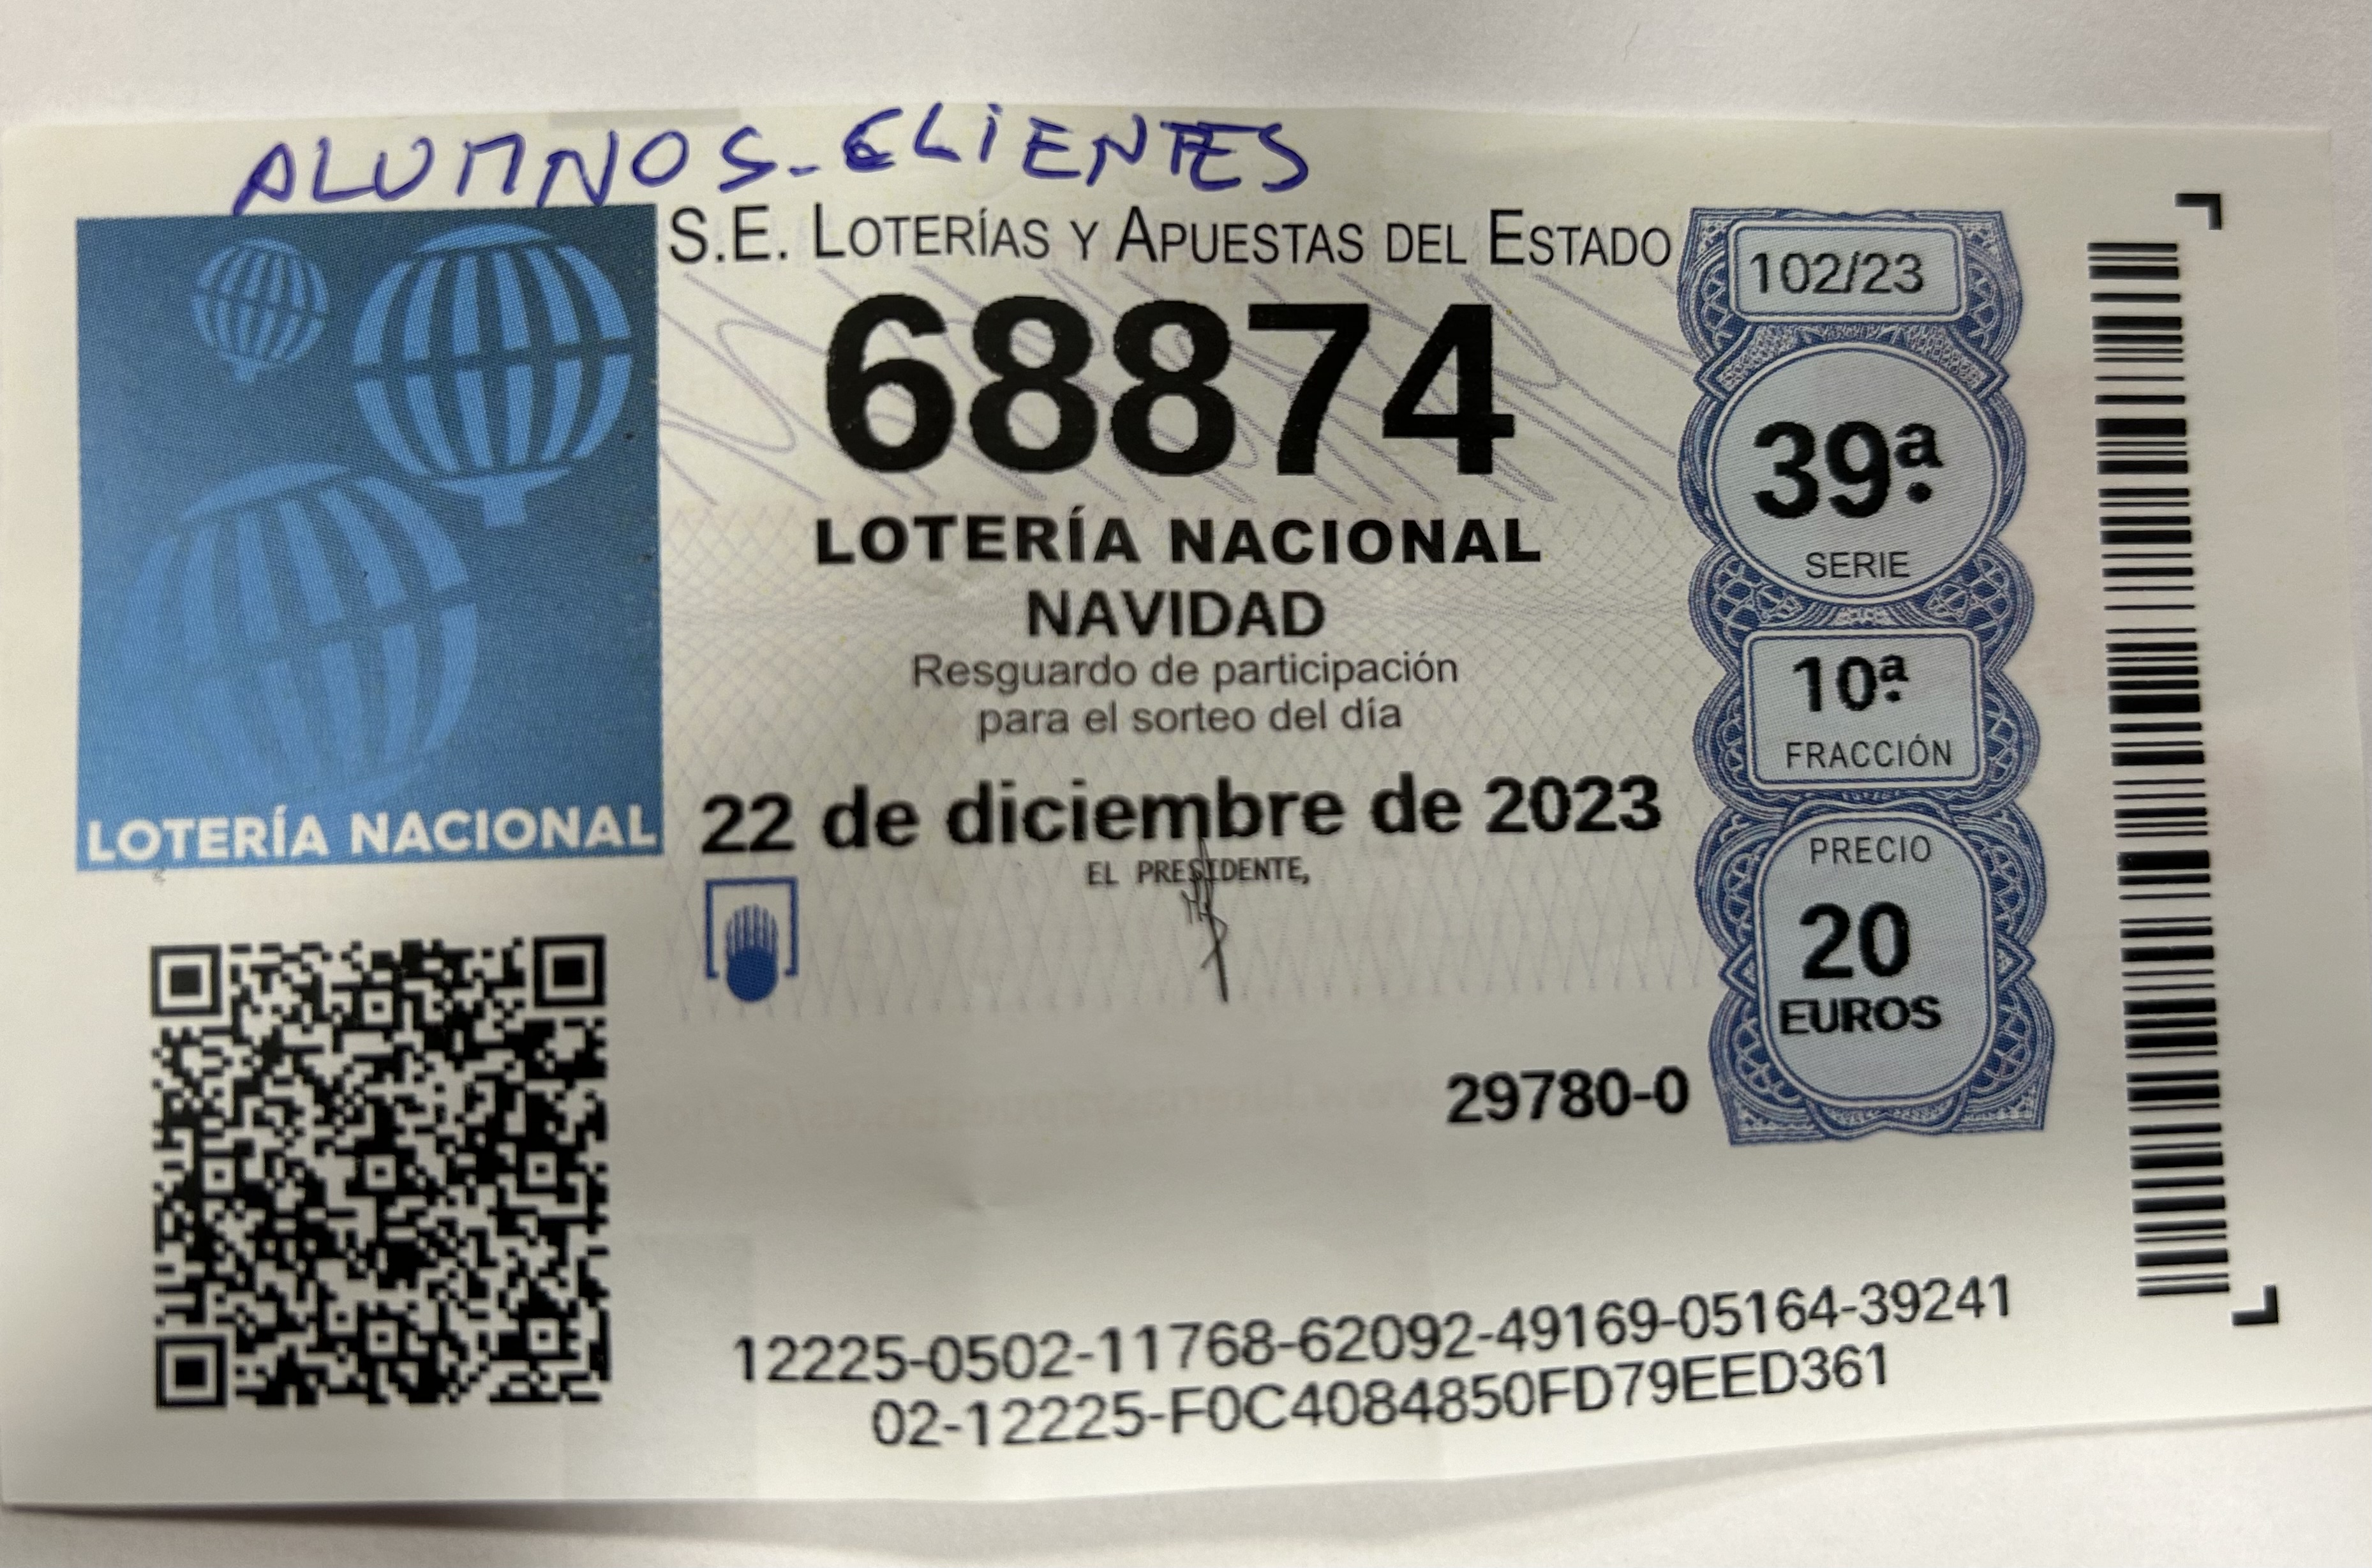 ALUMNOS-CLIENTES
S.E. LOTERÍAS Y APUESTAS DEL ESTADO
68874
LOTERÍA NACIONAL
NAVIDAD
Resguardo de participación
para el sorteo del día
22 de diciembre de 2023
EL PRESIDENTE,
LOTERÍA NACIONAL
102/23
39ª
SERIE
10ª
FRACCIÓN
PRECIO
20
EUROS
29780-0
12225-0502-11768-62092-49169-05164-39241
02-12225-F0C4084850FD79EED361